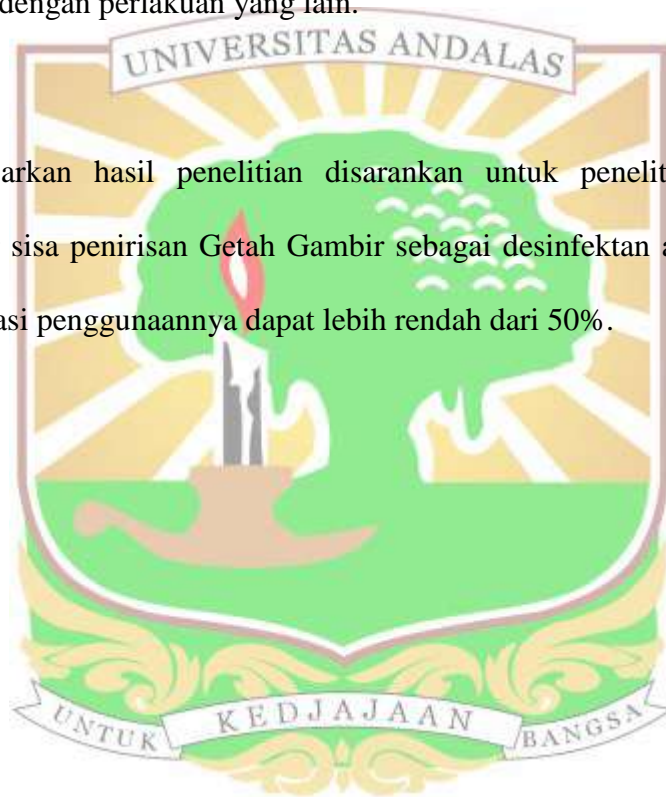 dengan perlakuan yang lain.
UNIVERSITAS ANDALAS
arkan hasil penelitian disarankan untuk penelit
sisa penirisan Getah Gambir sebagai desinfektan a
asi penggunaannya dapat lebih rendah dari 50%.
UNTUK KEDJAJAAN BANGSA